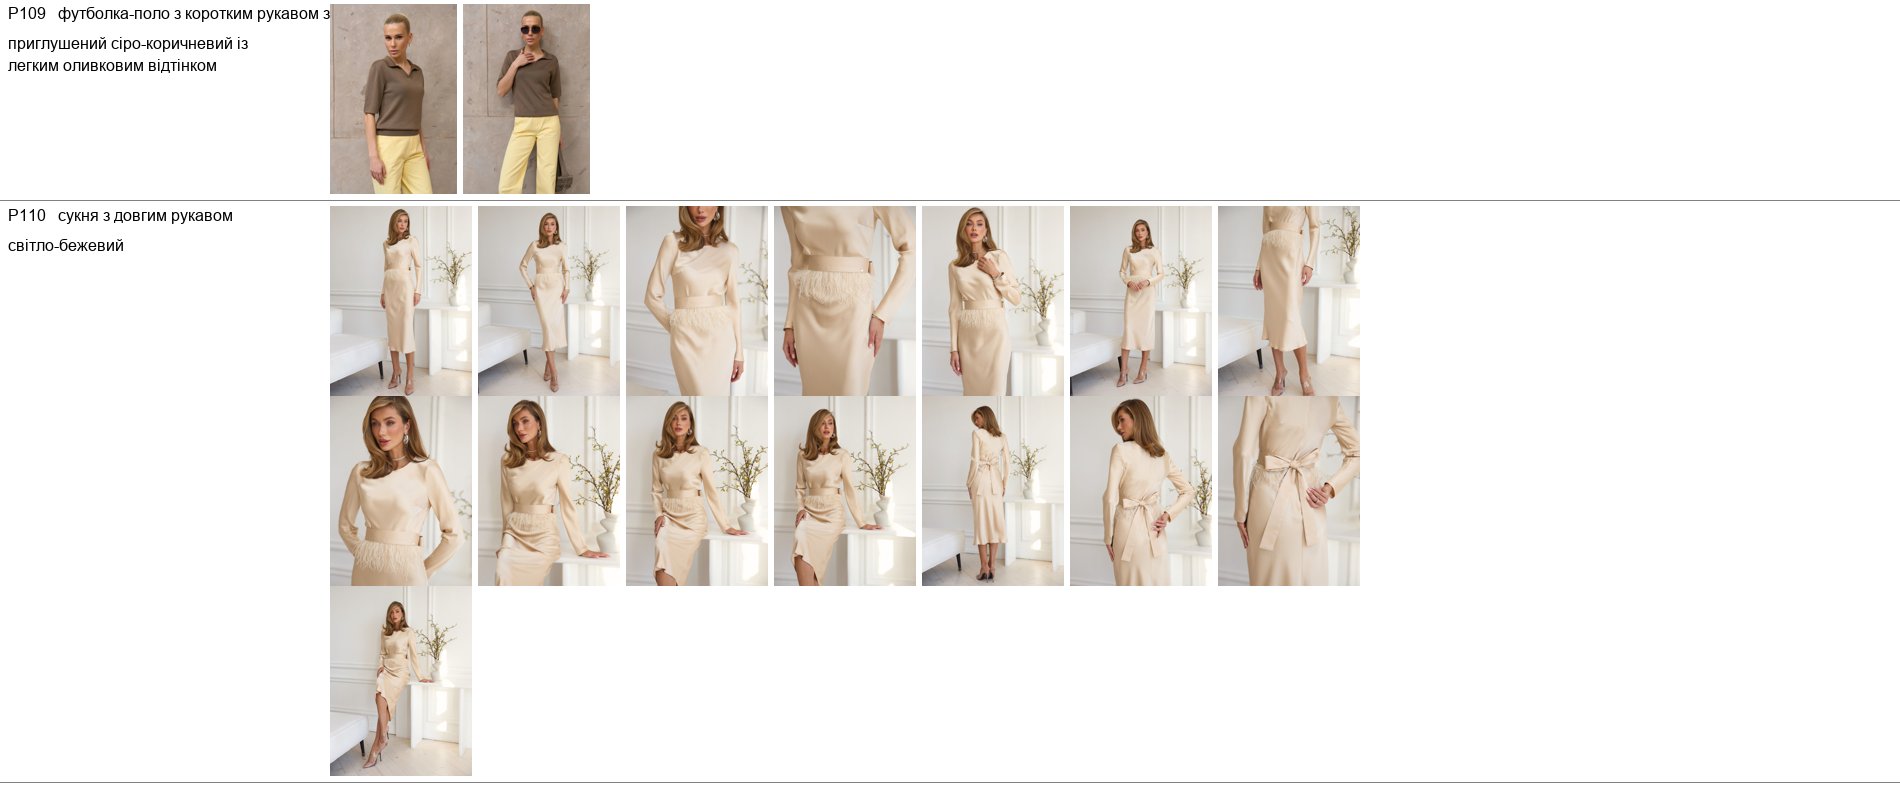 P109 футболка-поло з коротким рукавом з
приглушений сіро-коричневий із
легким оливковим відтінком
P110 сукня з довгим рукавом
світло-бежевий